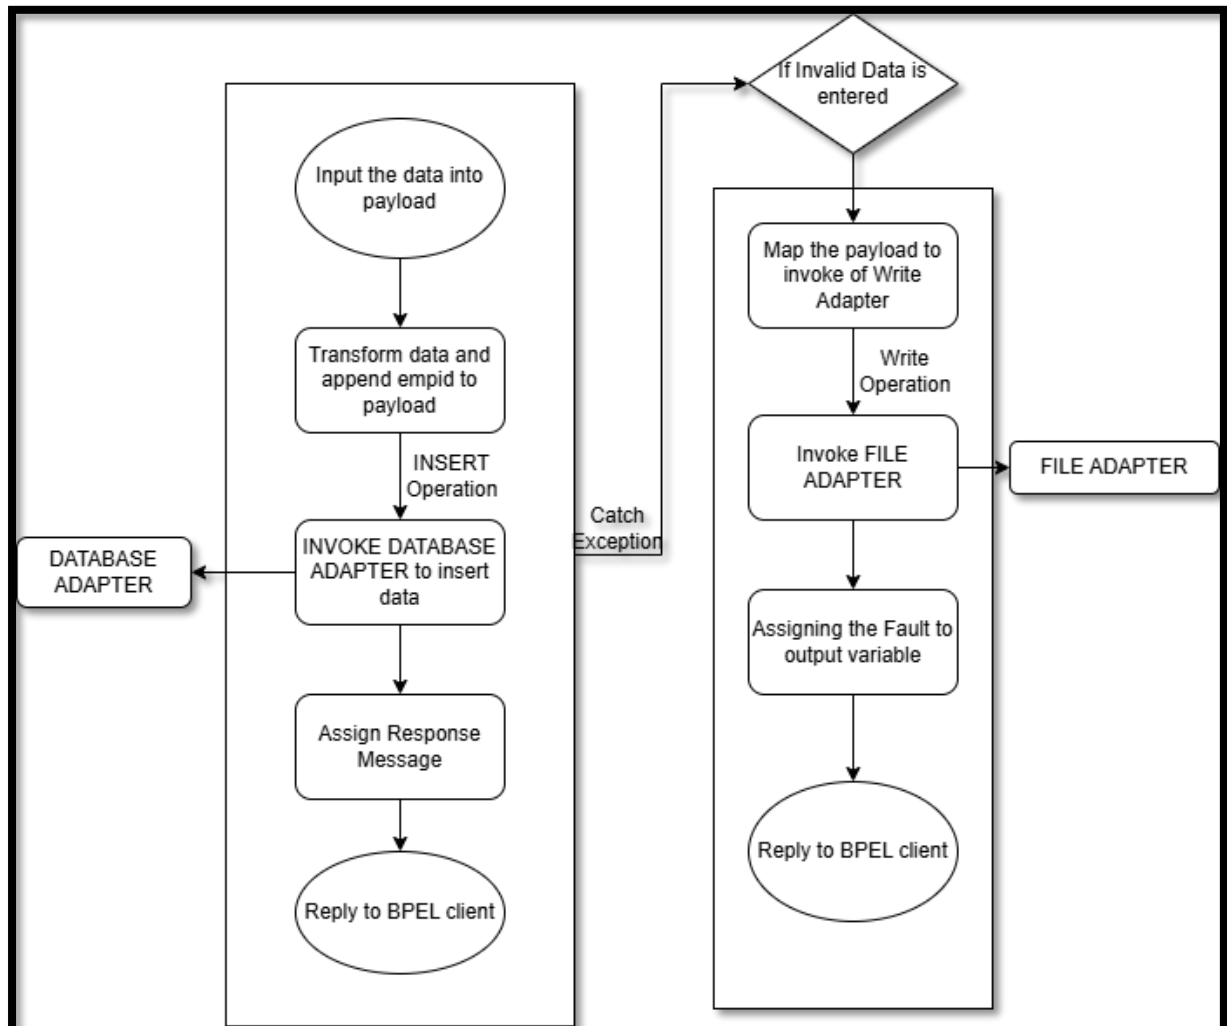 If Invalid Data is
entered
Input the data into
payload
Transform data and
append empid to
payload
INSERT
Operation
INVOKE DATABASE
ADAPTER to insert
data
DATABASE
ADAPTER
Assign Response
Message
Reply to BPEL client
Catch
Exception
Map the payload to
invoke of Write
Adapter
Write
Operation
Invoke FILE
ADAPTER
FILE ADAPTER
Assigning the Fault to
output variable
Reply to BPEL client